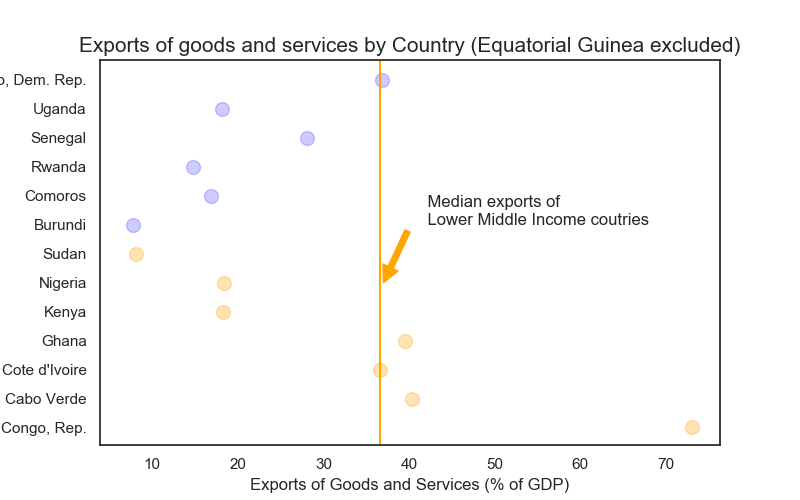 Exports of goods and services by Country (Equatorial Guinea excluded)
o, Dem. Rep.
Uganda
Senegal
Rwanda
Comoros
Burundi
Sudan
Nigeria
Kenya
Ghana
Cote d'Ivoire
Cabo Verde
Congo, Rep.
Median exports of
Lower Middle Income coutries
10 20 30 40 50 60 70
Exports of Goods and Services (% of GDP)